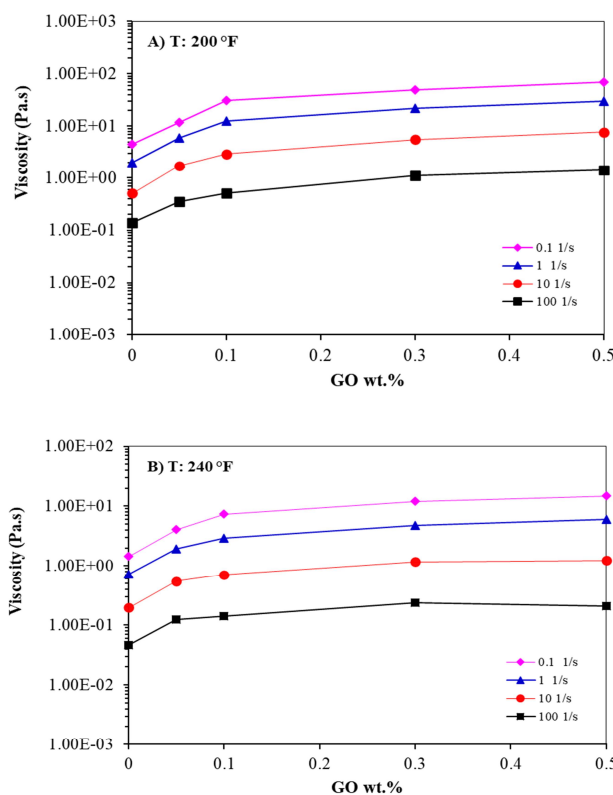 1.00E+03
A) T: 200 °F
1.00E+02
1.00E+01
1.00E+00
1.00E-01
1.00E-02
1.00E-03
Viscosity (Pa.s)
0.1 1/s
1 1/s
10 1/s
100 1/s
0 0.1 0.2 0.3 0.4 0.5
GO wt.%
1.00E+02
B) T: 240 °F
1.00E+01
1.00E+00
1.00E-01
1.00E-02
1.00E-03
Viscosity (Pa.s)
0.1 1/s
1 1/s
10 1/s
100 1/s
0 0.1 0.2 0.3 0.4 0.5
GO wt.%